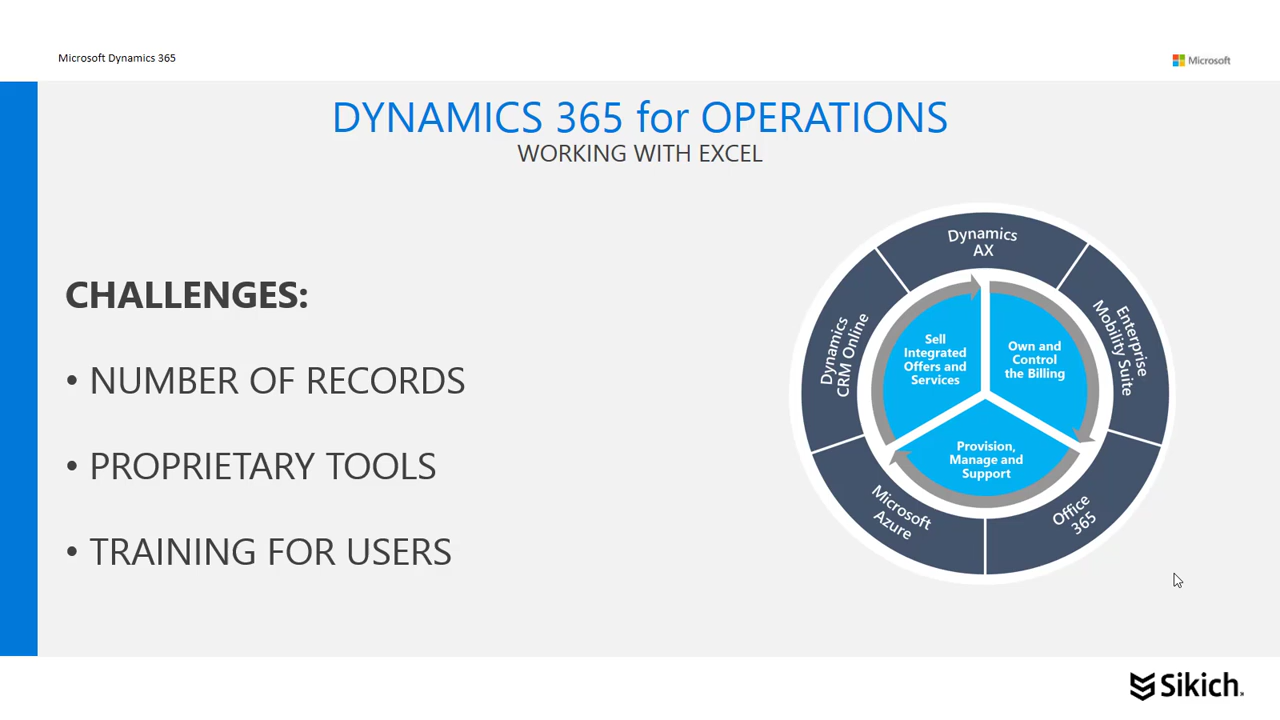 Microsoft Dynamics 365
Microsoft
DYNAMICS 365 for OPERATIONS
WORKING WITH EXCEL
CHALLENGES:
• NUMBER OF RECORDS
• PROPRIETARY TOOLS
• TRAINING FOR USERS
Dynamics
AX
Enterprise
Mobility Suite
Office
365
Microsoft
Azure
Dynamics
CRM Online
Sell
Integrated
Offers and
Services
Own and
Control
the Billing
Provision,
Manage and
Support
Sikich